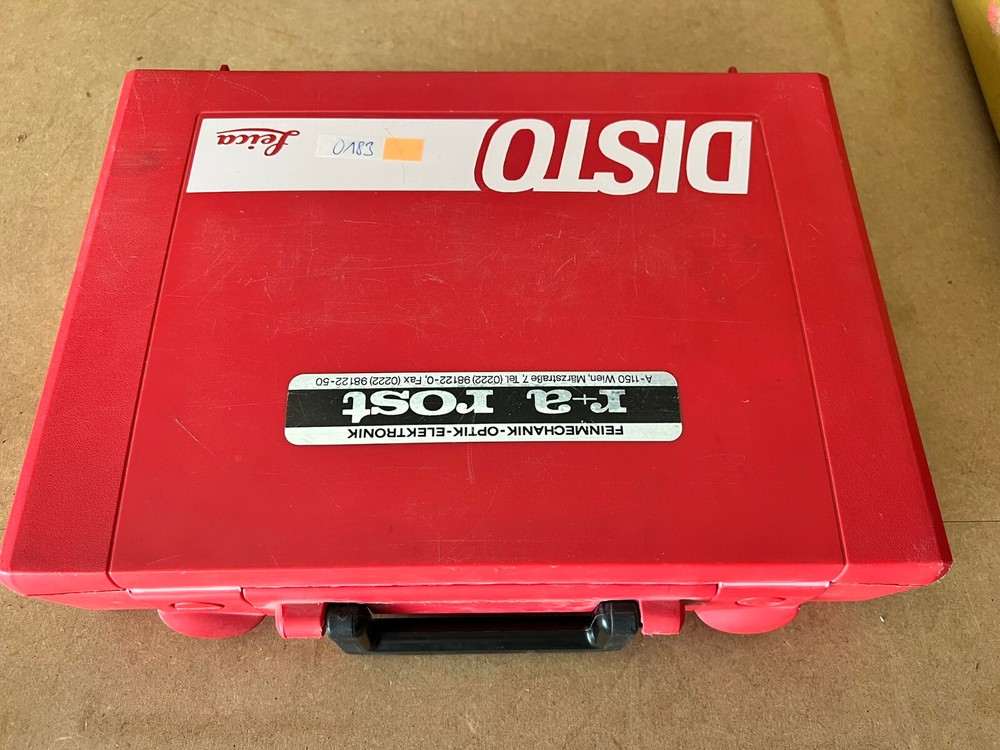 FEINMECHANIK-OPTIK-ELEKTRONIK
r+a rost
A-1150 Wien, Märzstraße 7, Tel. (0222) 98122-0, Fax (0222) 98122-50
DISTO
0183
Leica